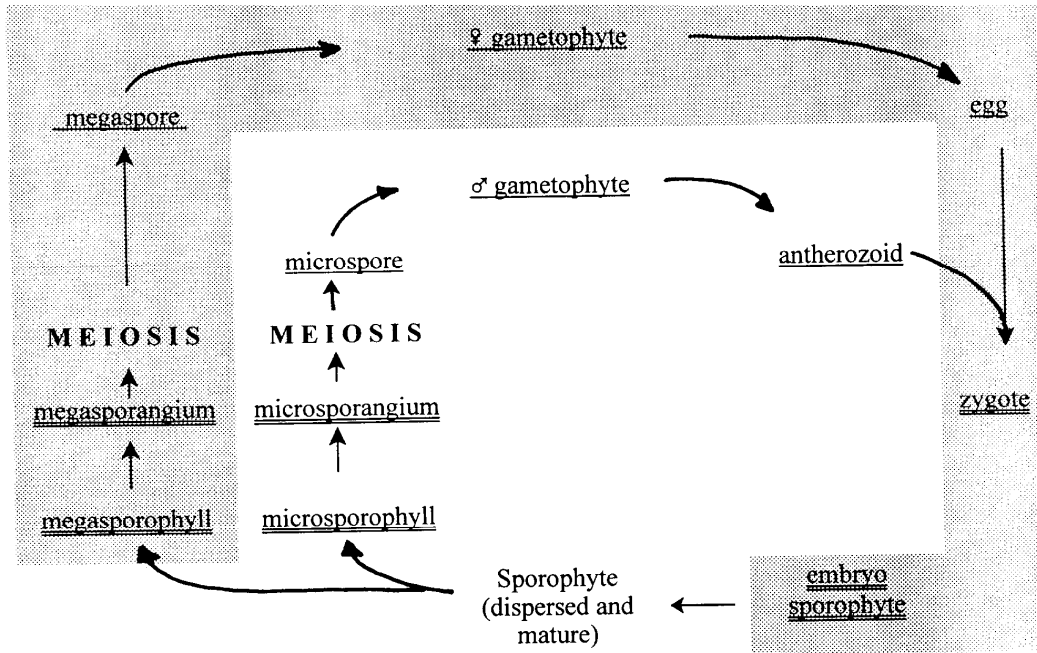 ♀ gametophyte
megaspore
egg
♂ gametophyte
microspore
antherozoid
MEIOSIS
MEIOSIS
megasporangium
microsporangium
zygote
megasporophyll
microsporophyll
Sporophyte
(dispersed and
mature)
embryo
sporophyte